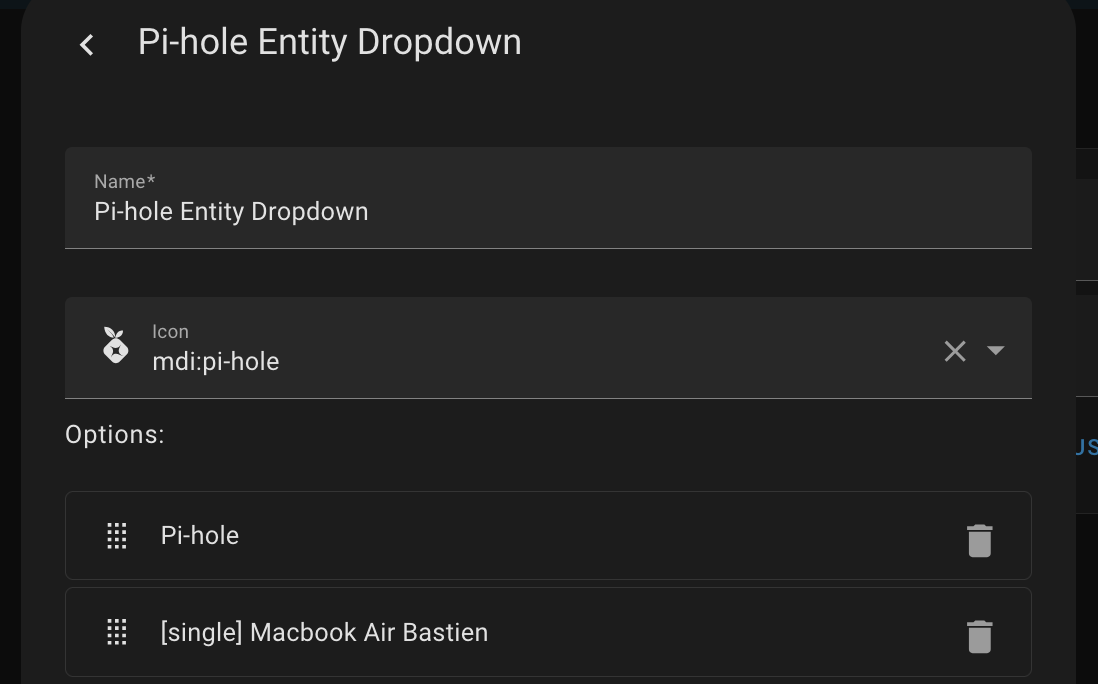 Pi-hole Entity Dropdown
Name*
Pi-hole Entity Dropdown
Icon
mdi:pi-hole
Options:
Pi-hole
[single] Macbook Air Bastien